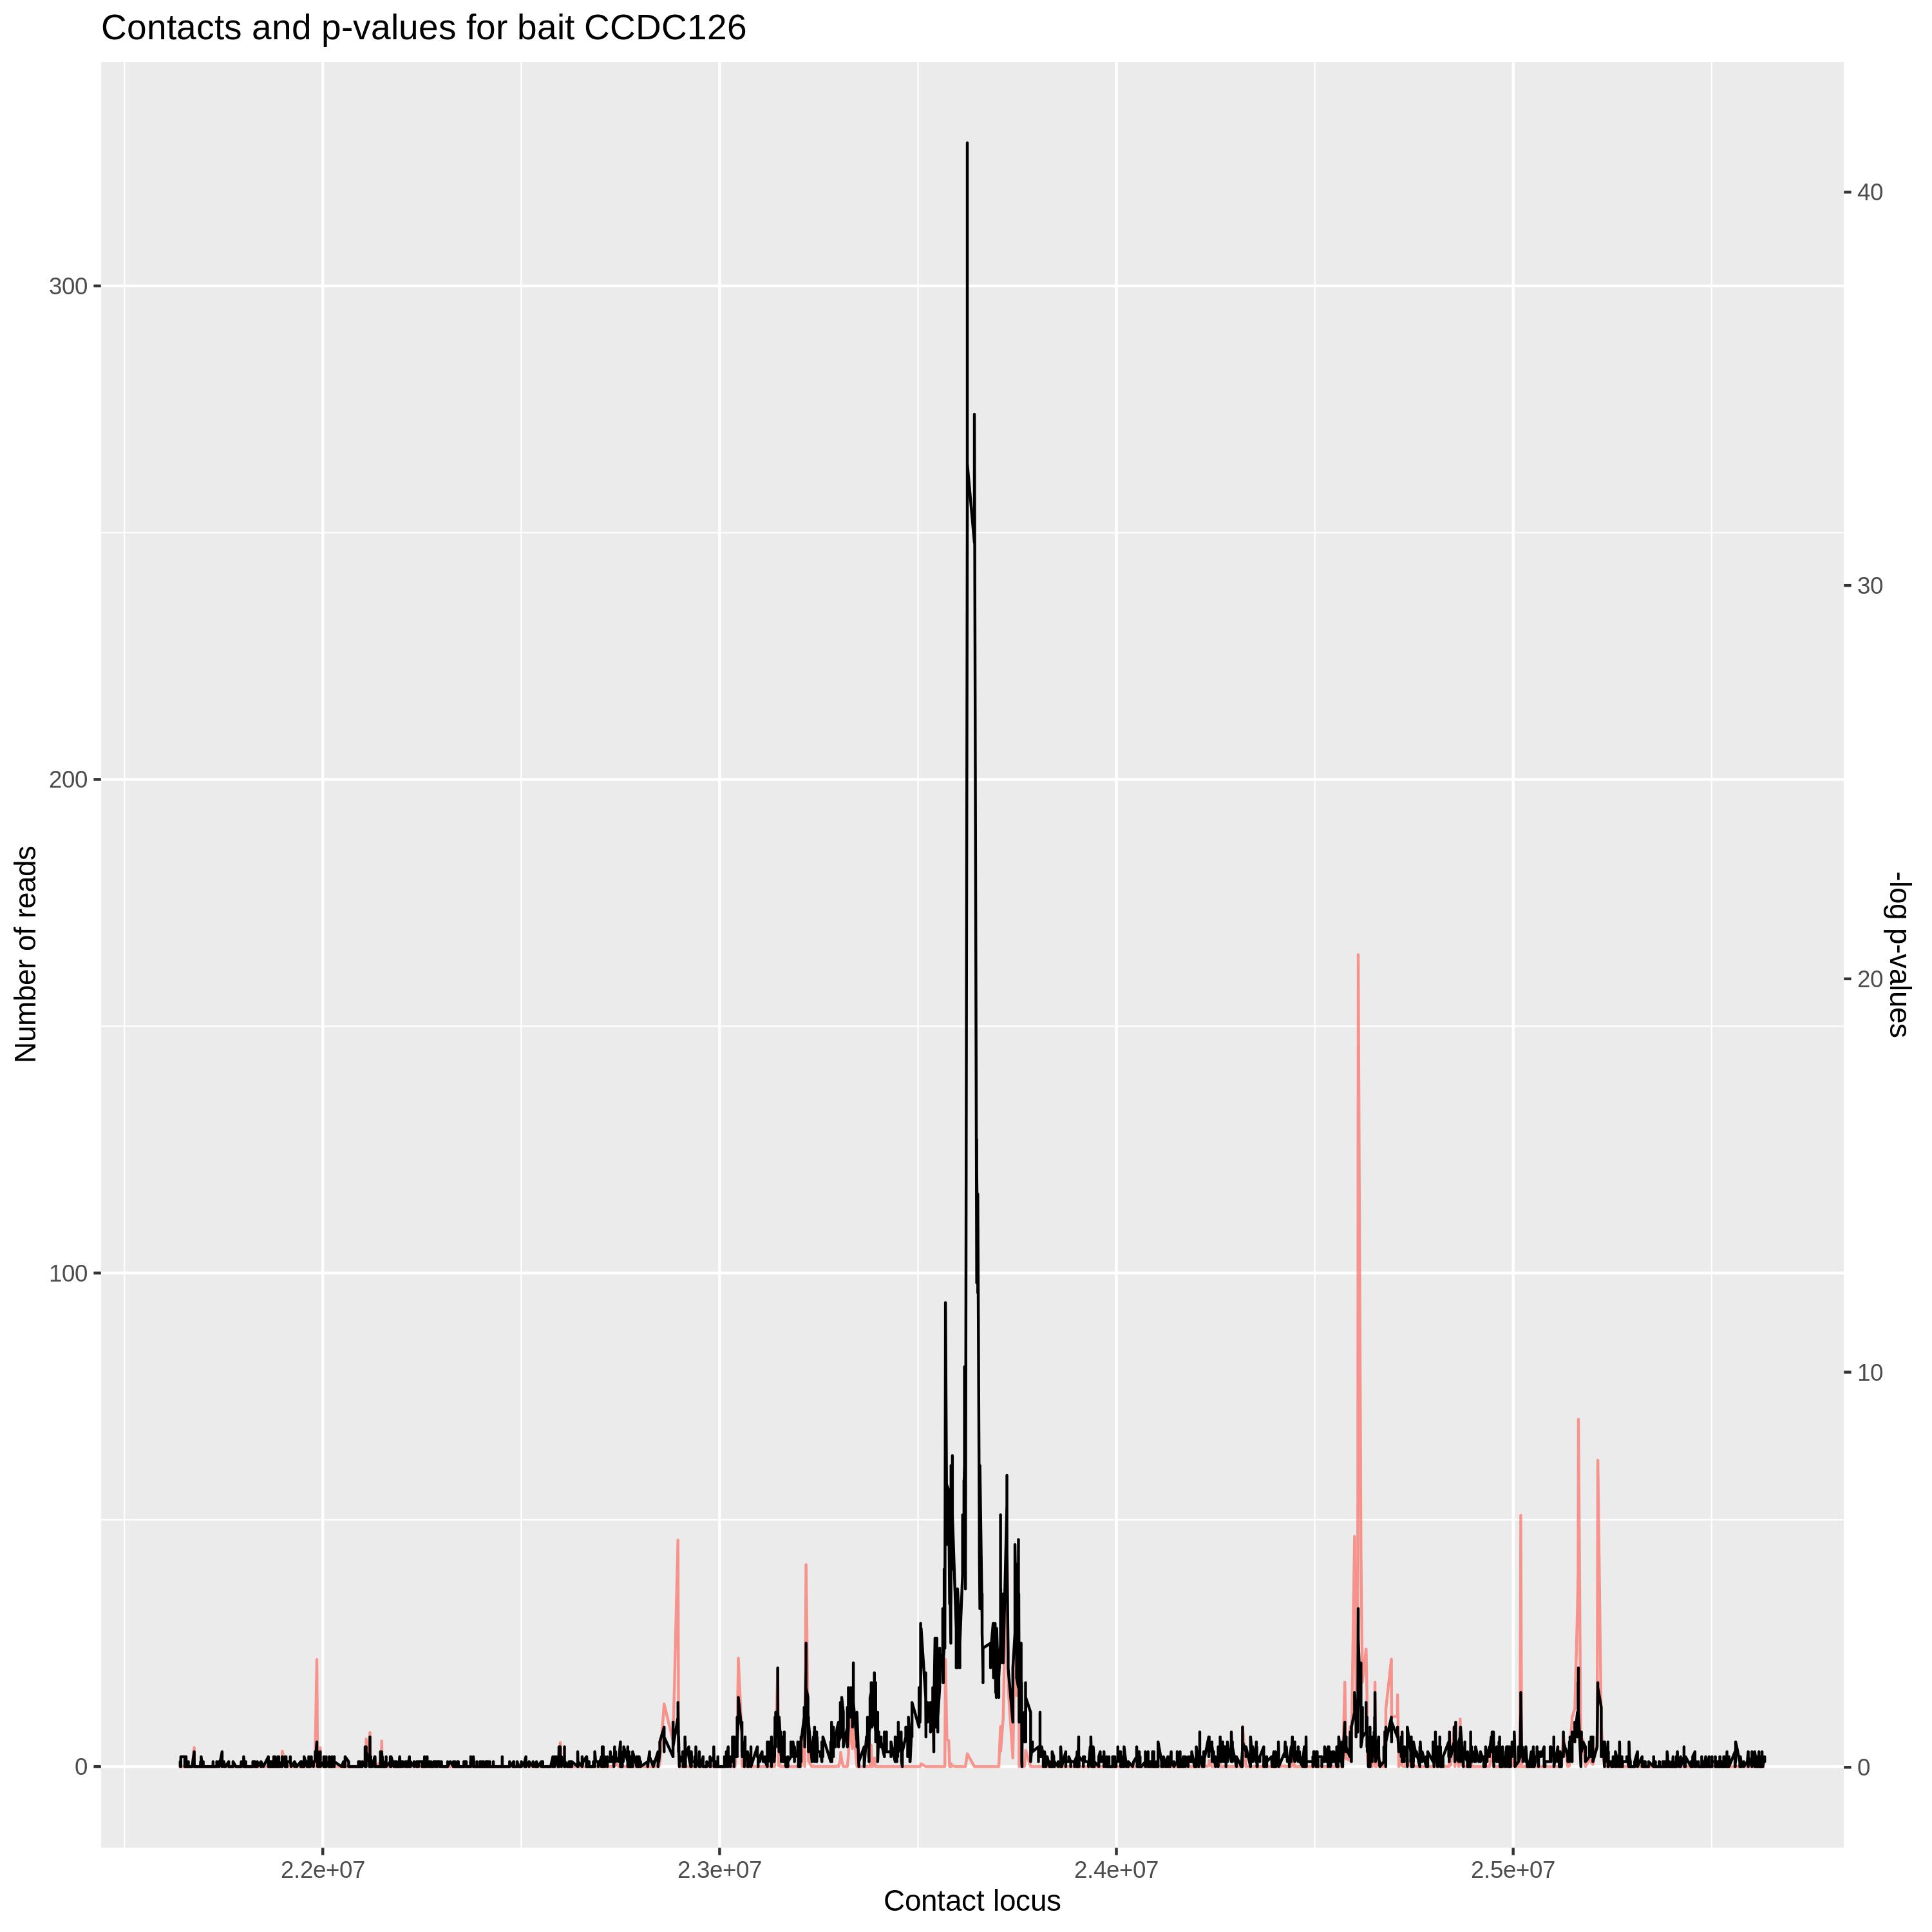 Contacts and p-values for bait CCDC126
Number of reads
300
200
100
0
40
30
20
10
0
-log p-values
2.2e+07 2.3e+07 2.4e+07 2.5e+07
Contact locus